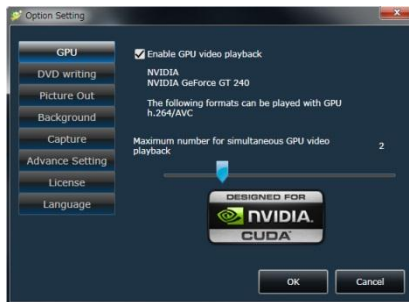 Option Setting
GPU
DVD writing
Picture Out
Background
Capture
Advance Setting
License
Language
Enable GPU video playback
NVIDIA
NVIDIA GeForce GT 240
The following formats can be played with GPU
h.264/AVC
Maximum number for simultaneous GPU video
playback
2
DESIGNED FOR
NVIDIA.
CUDA
OK
Cancel